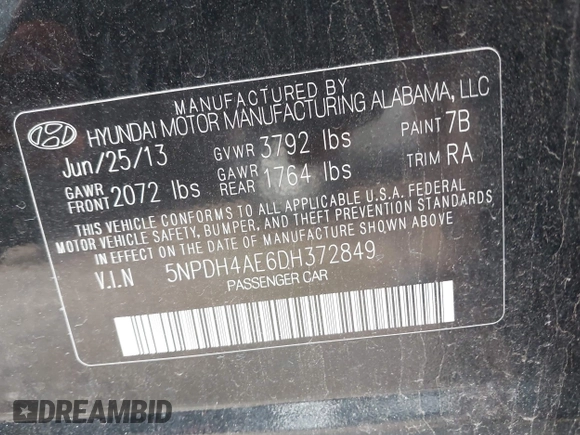 MANUFACTURED BY
HYUNDAI MOTOR MANUFACTURING ALABAMA, LLC
Jun/25/13 GVWR 3792 lbs PAINT 7B
GAWR FRONT 2072 lbs GAWR REAR 1764 lbs TRIM RA
THIS VEHICLE CONFORMS TO ALL APPLICABLE U.S.A. FEDERAL
MOTOR VEHICLE SAFETY, BUMPER, AND THEFT PREVENTION STANDARDS
IN EFFECT ON THE DATE OF MANUFACTURE SHOWN ABOVE
V.I.N 5NPDH4AE6DH372849
PASSENGER CAR
DREAMBID